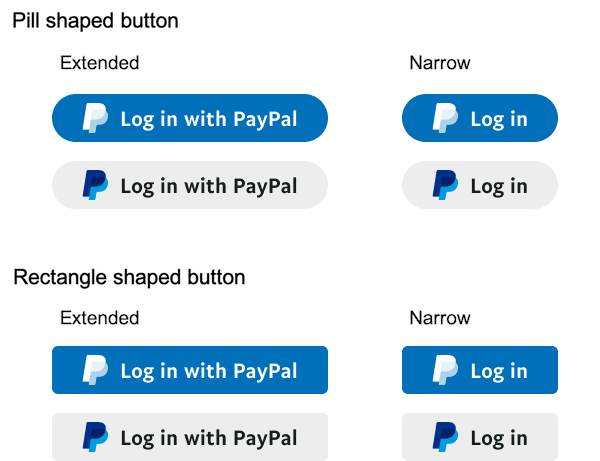 Pill shaped button
Extended
Narrow
Log in with PayPal
Log in
Log in with PayPal
Log in
Rectangle shaped button
Extended
Narrow
Log in with PayPal
Log in
Log in with PayPal
Log in